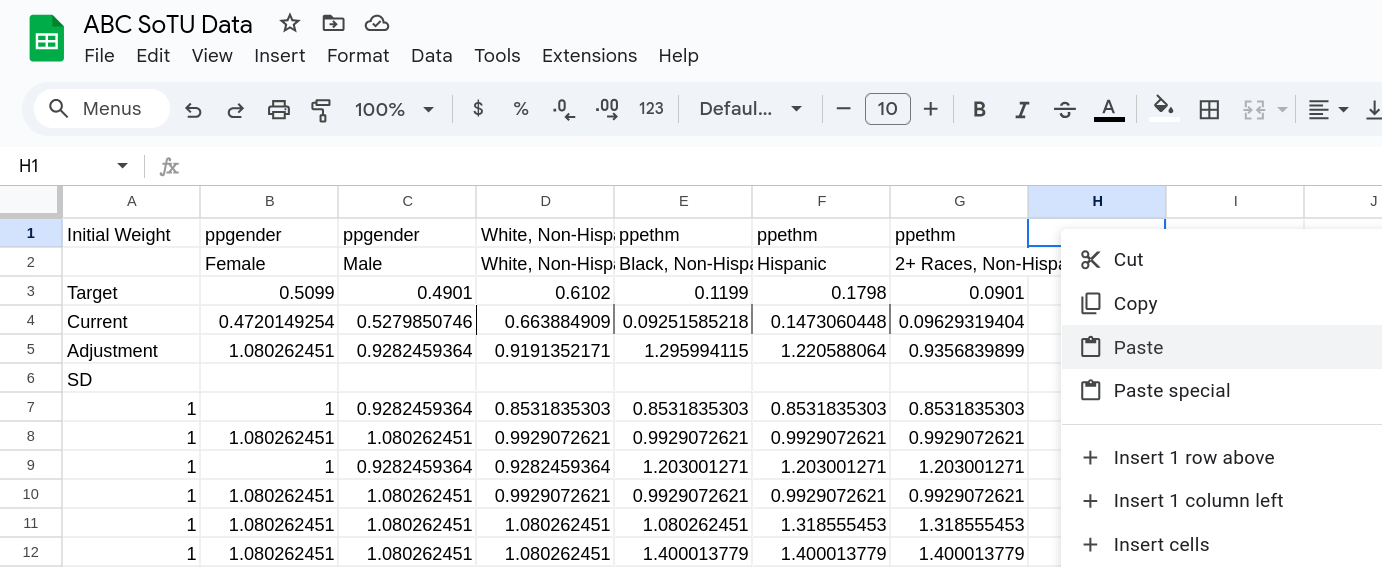 ABC SoTU Data
File Edit View Insert Format Data Tools Extensions Help
Menus 100% $ % .0 .00 123 Defaul... 10 B I A
H1 fx
A B C D E F G H I J
1 Initial Weight ppgender ppgender White, Non-Hispa ppethm ppethm ppethm
2 Female Male White, Non-Hispa Black, Non-Hispa Hispanic 2+ Races, Non-Hispa
3 Target 0.5099 0.4901 0.6102 0.1199 0.1798 0.0901
4 Current 0.4720149254 0.5279850746 0.663884909 0.09251585218 0.1473060448 0.09629319404
5 Adjustment 1.080262451 0.9282459364 0.9191352171 1.295994115 1.220588064 0.9356839899
6 SD
7 1 1 0.9282459364 0.8531835303 0.8531835303 0.8531835303 0.8531835303
8 1 1.080262451 1.080262451 0.9929072621 0.9929072621 0.9929072621 0.9929072621
9 1 1 0.9282459364 0.9282459364 1.203001271 1.203001271 1.203001271
10 1 1.080262451 1.080262451 0.9929072621 0.9929072621 0.9929072621 0.9929072621
11 1 1.080262451 1.080262451 1.080262451 1.080262451 1.318555453 1.318555453
12 1 1.080262451 1.080262451 1.080262451 1.400013779 1.400013779 1.400013779
Cut
Copy
Paste
Paste special
Insert 1 row above
Insert 1 column left
Insert cells